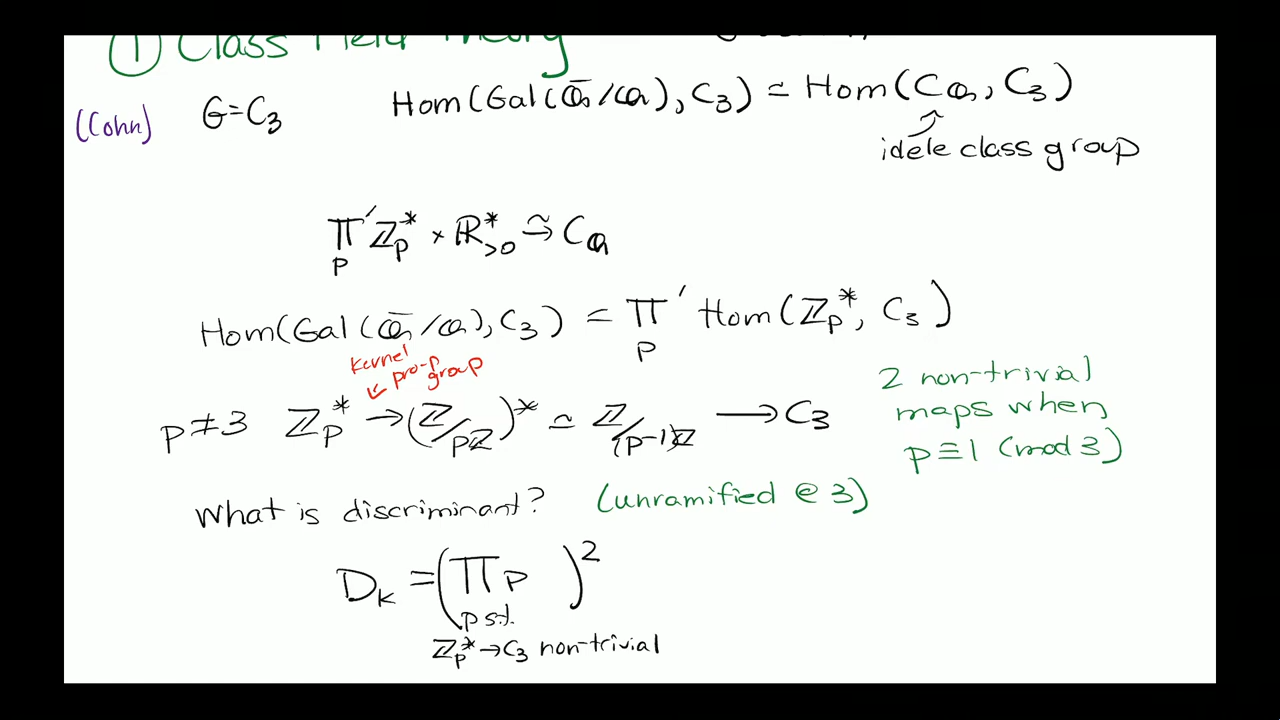 ① Class Field Theory
(Cohn) G=C₃ Hom(Gal(Q̄/Q), C₃) = Hom(C_Q, C₃)
idele class group
∏'_p ℤ_p^* × ℝ^*_{>0} ⥲ C_Q
Hom(Gal(Q̄/Q), C₃) = ∏'_p Hom(ℤ_p^*, C₃)
kernel
pro-p group
p≠3 ℤ_p^* → (ℤ/pℤ)^* ≃ ℤ/(p-1)ℤ → C₃
2 non-trivial
maps when
p≡1 (mod 3)
What is discriminant? (unramified @ 3)
D_K = (∏ p)²
p s.t.
ℤ_p^* → C₃ non-trivial